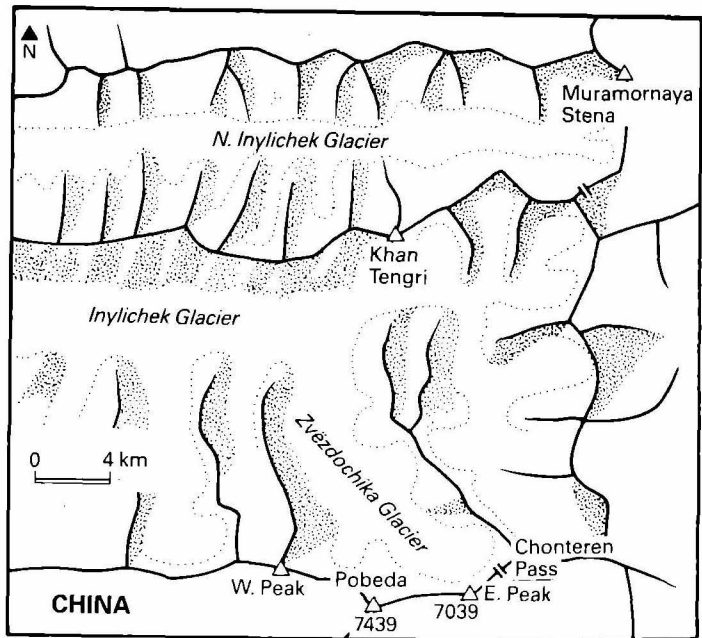 N
Muramornaya
Stena
N. Inylichek Glacier
Khan
Tengri
Inylichek Glacier
0 4 km
Zvëzdochika Glacier
Chonteren
Pass
W. Peak
Pobeda
E. Peak
CHINA
7439
7039